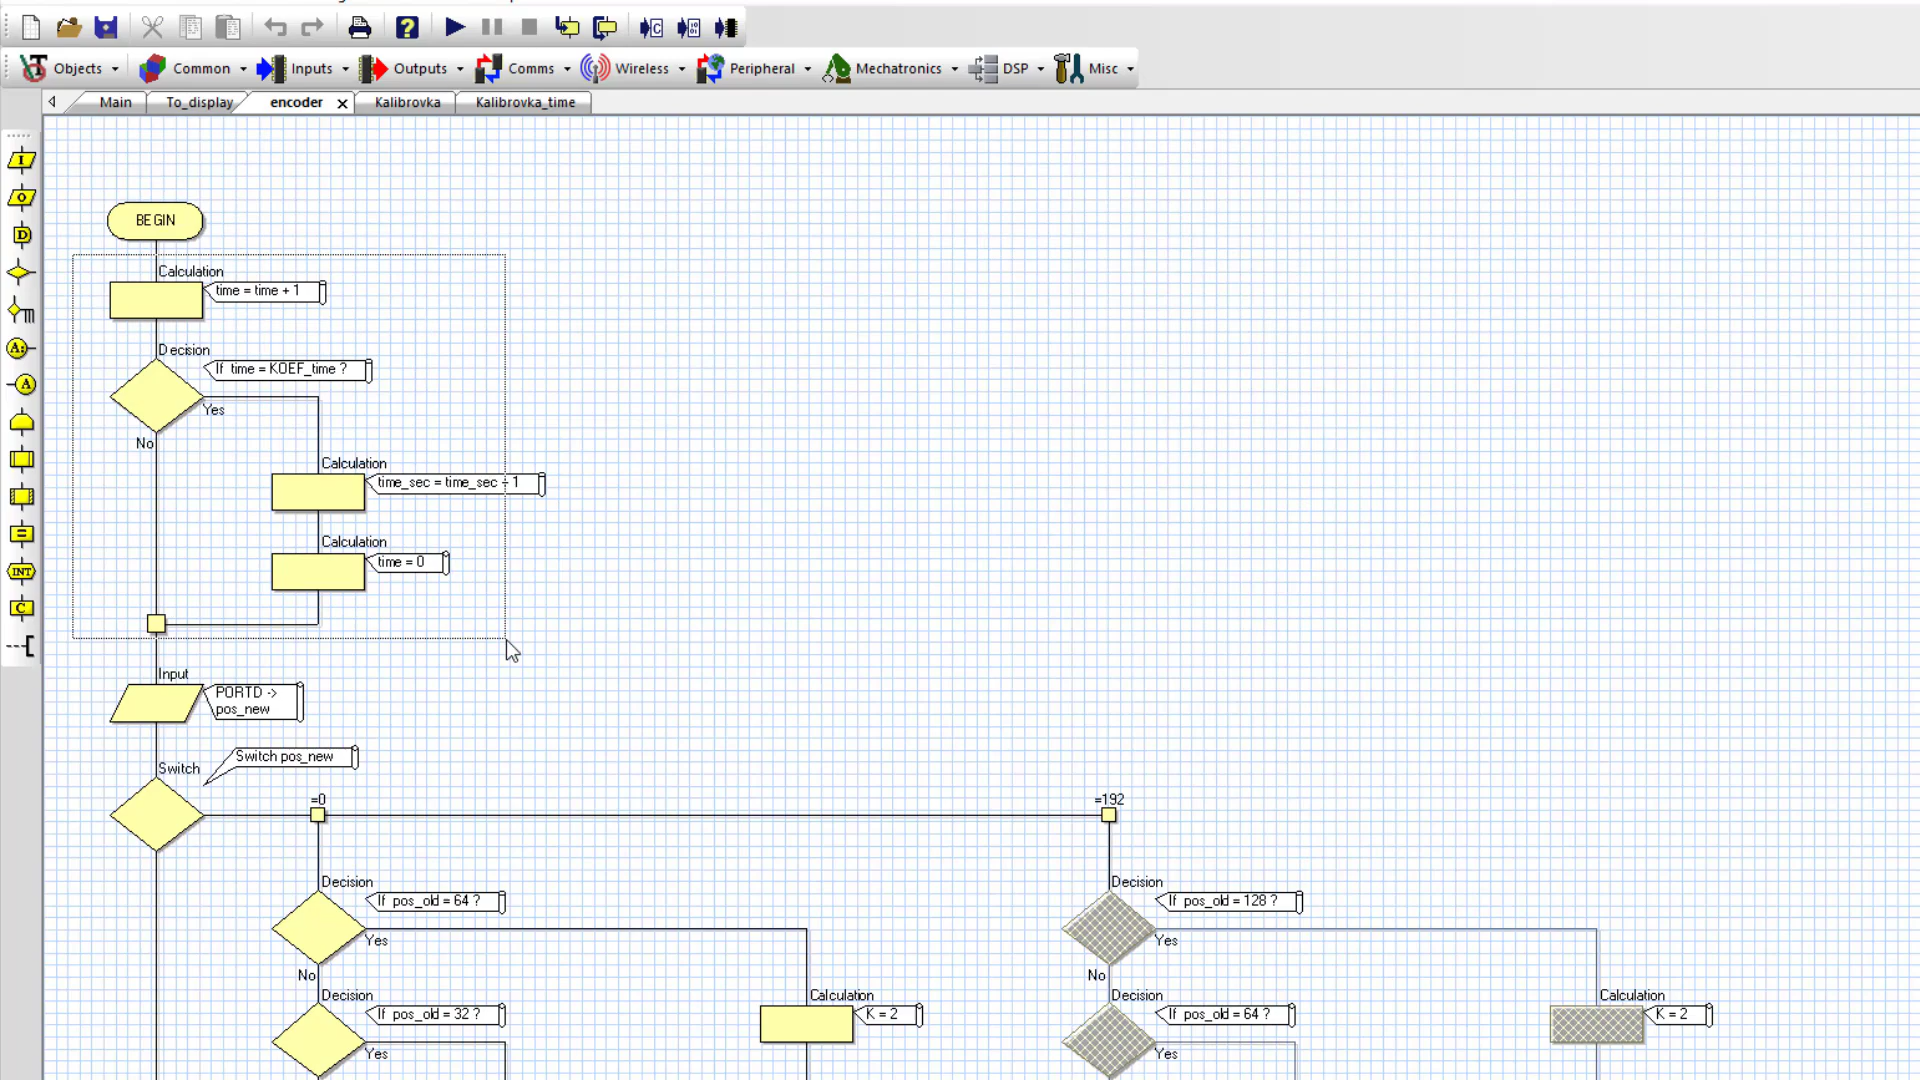 Objects
Common
Inputs
Outputs
Comms
Wireless
Peripheral
Mechatronics
DSP
Misc
Main
To_display
encoder
Kalibrovka
Kalibrovka_time
BEGIN
Calculation
time = time + 1
Decision
If time = KOEF_time ?
Yes
No
Calculation
time_sec = time_sec + 1
Calculation
time = 0
Input
PORTD ->
pos_new
Switch pos_new
Switch
=0
=192
Decision
If pos_old = 64 ?
Yes
No
Decision
If pos_old = 128 ?
Yes
No
Decision
If pos_old = 32 ?
Yes
Calculation
K = 2
Decision
If pos_old = 64 ?
Yes
Calculation
K = 2
I
O
D
A:
A
=
INT
C